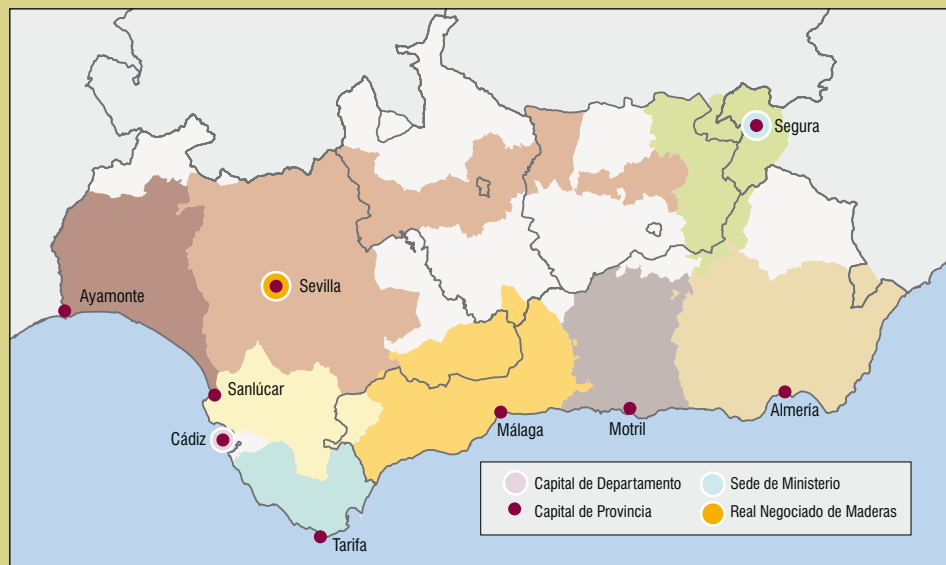 Segura
Sevilla
Ayamonte
Sanlúcar
Cádiz
Málaga
Motril
Almería
Tarifa
Capital de Departamento
Sede de Ministerio
Capital de Provincia
Real Negociado de Maderas